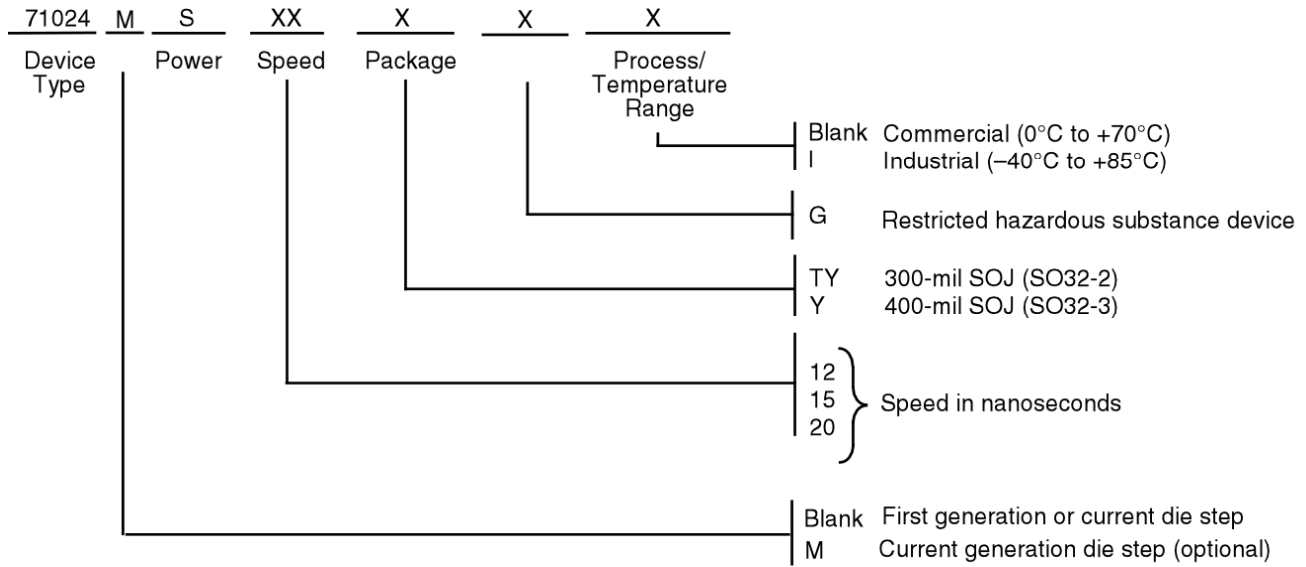 71024 M S XX X X X
Device Type Power Speed Package Process/ Temperature Range
Blank Commercial (0°C to +70°C)
I Industrial (–40°C to +85°C)
G Restricted hazardous substance device
TY 300-mil SOJ (SO32-2)
Y 400-mil SOJ (SO32-3)
12
15
20
Speed in nanoseconds
Blank First generation or current die step
M Current generation die step (optional)